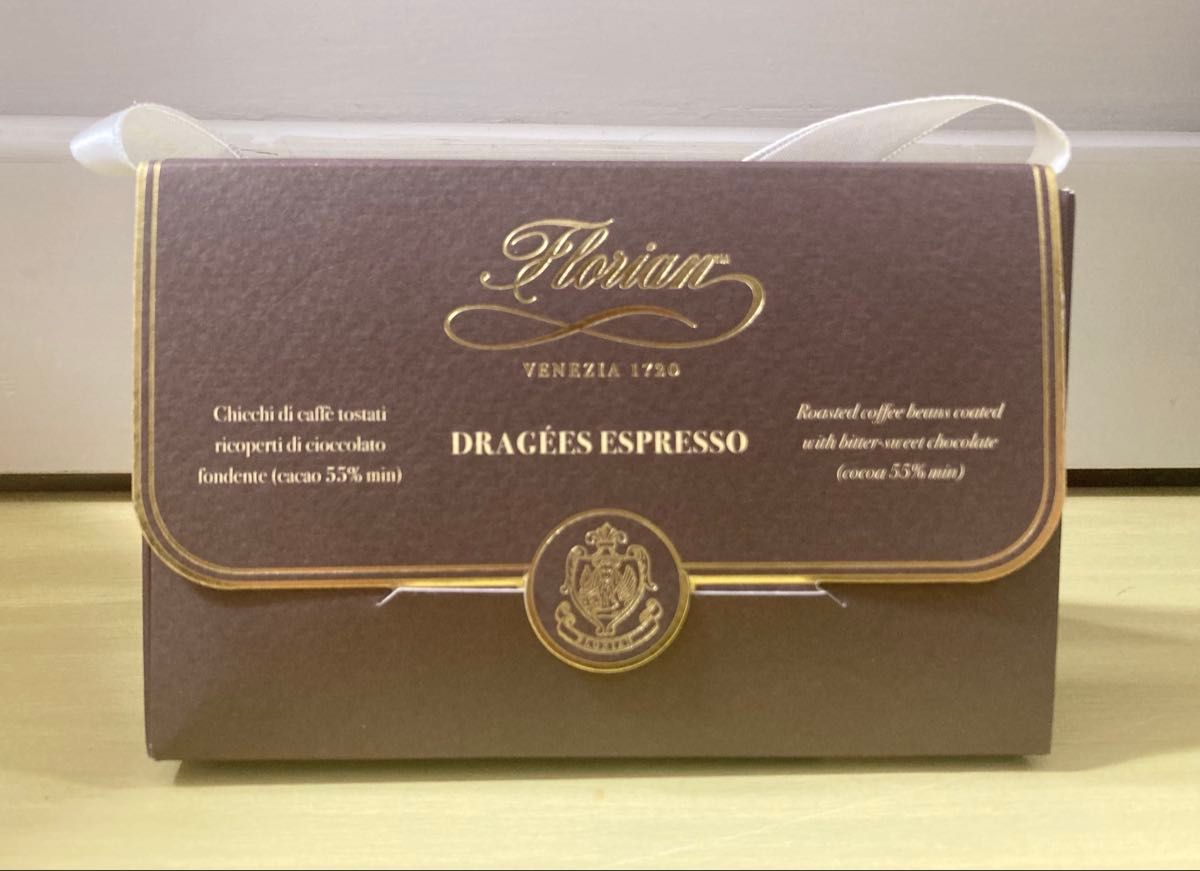 Florian™
VENEZIA 1720
Chicchi di caffè tostati
ricoperti di cioccolato
fondente (cacao 55% min)
DRAGÉES ESPRESSO
Roasted coffee beans coated
with bitter-sweet chocolate
(cocoa 55% min)
FLORIAN